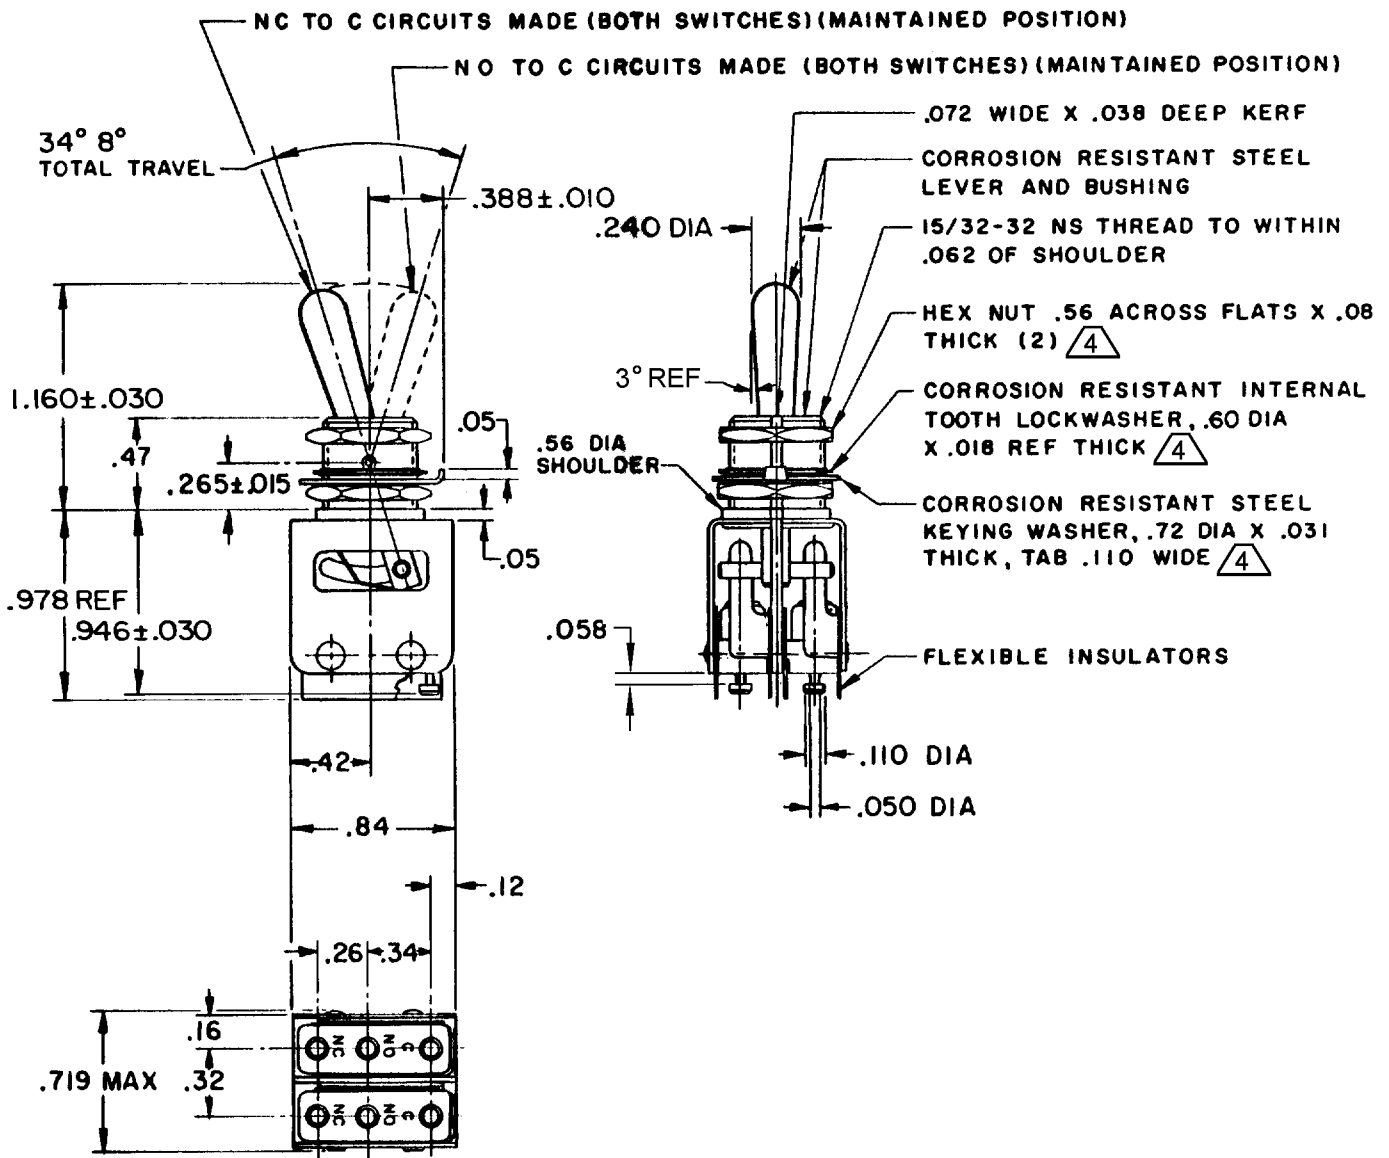 NC TO C CIRCUITS MADE (BOTH SWITCHES) (MAINTAINED POSITION)
NO TO C CIRCUITS MADE (BOTH SWITCHES) (MAINTAINED POSITION)
34° 8°
TOTAL TRAVEL
.388±.010
.240 DIA
.072 WIDE X .038 DEEP KERF
CORROSION RESISTANT STEEL
LEVER AND BUSHING
15/32-32 NS THREAD TO WITHIN
.062 OF SHOULDER
HEX NUT .56 ACROSS FLATS X .08
THICK (2) 4
3° REF
CORROSION RESISTANT INTERNAL
TOOTH LOCKWASHER, .60 DIA
X .018 REF THICK 4
1.160±.030
.47
.265±.015
.05
.56 DIA
SHOULDER
CORROSION RESISTANT STEEL
KEYING WASHER, .72 DIA X .031
THICK, TAB .110 WIDE 4
.05
.978 REF
.946±.030
.058
FLEXIBLE INSULATORS
.42
.110 DIA
.050 DIA
.84
.12
.26
.34
.16
.719 MAX
.32
NC NO C
NC NO C